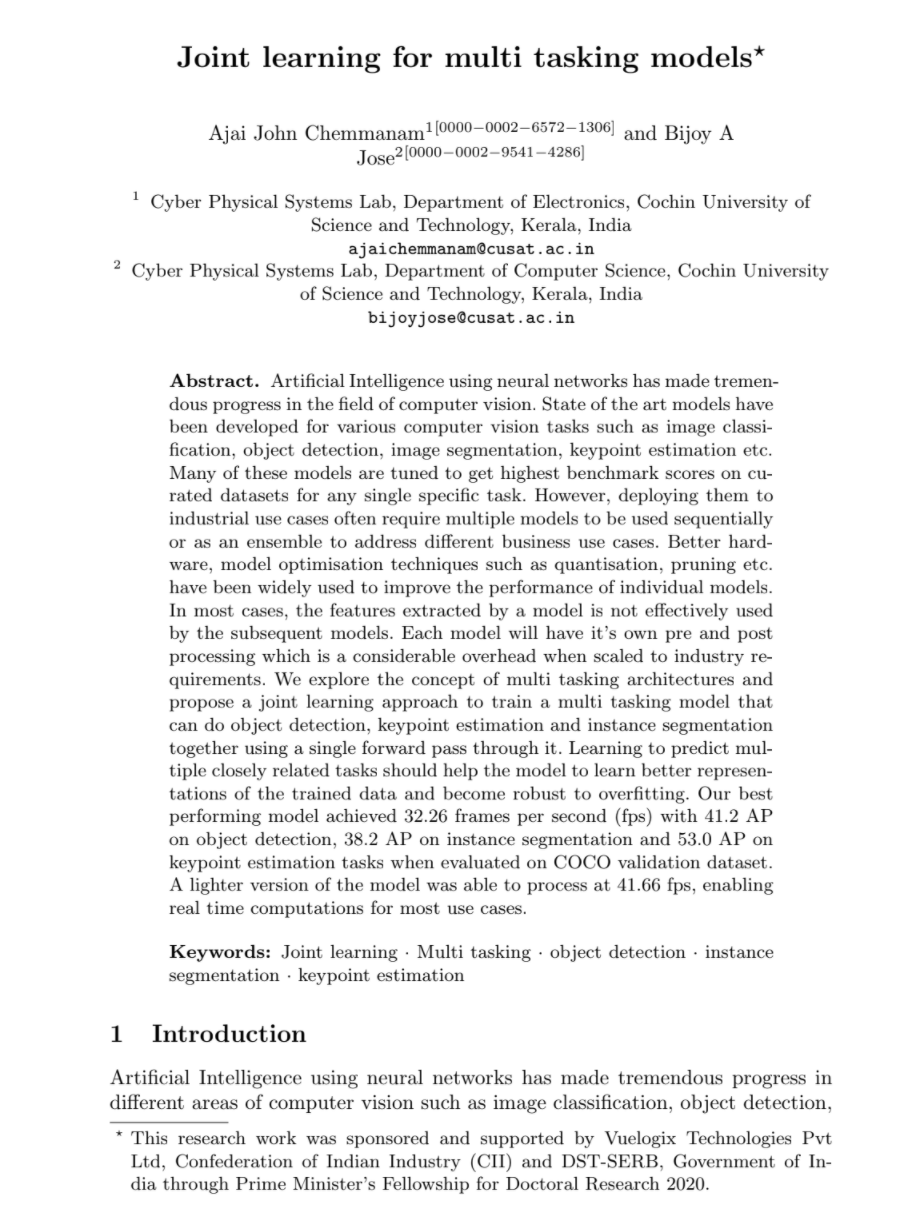 Joint learning for multi tasking models⋆
Ajai John Chemmanam1[0000−0002−6572−1306] and Bijoy A
Jose2[0000−0002−9541−4286]
1 Cyber Physical Systems Lab, Department of Electronics, Cochin University of
Science and Technology, Kerala, India
ajaichemmanam@cusat.ac.in
2 Cyber Physical Systems Lab, Department of Computer Science, Cochin University
of Science and Technology, Kerala, India
bijoyjose@cusat.ac.in
Abstract. Artificial Intelligence using neural networks has made tremen-
dous progress in the field of computer vision. State of the art models have
been developed for various computer vision tasks such as image classi-
fication, object detection, image segmentation, keypoint estimation etc.
Many of these models are tuned to get highest benchmark scores on cu-
rated datasets for any single specific task. However, deploying them to
industrial use cases often require multiple models to be used sequentially
or as an ensemble to address different business use cases. Better hard-
ware, model optimisation techniques such as quantisation, pruning etc.
have been widely used to improve the performance of individual models.
In most cases, the features extracted by a model is not effectively used
by the subsequent models. Each model will have it's own pre and post
processing which is a considerable overhead when scaled to industry re-
quirements. We explore the concept of multi tasking architectures and
propose a joint learning approach to train a multi tasking model that
can do object detection, keypoint estimation and instance segmentation
together using a single forward pass through it. Learning to predict mul-
tiple closely related tasks should help the model to learn better represen-
tations of the trained data and become robust to overfitting. Our best
performing model achieved 32.26 frames per second (fps) with 41.2 AP
on object detection, 38.2 AP on instance segmentation and 53.0 AP on
keypoint estimation tasks when evaluated on COCO validation dataset.
A lighter version of the model was able to process at 41.66 fps, enabling
real time computations for most use cases.
Keywords: Joint learning · Multi tasking · object detection · instance
segmentation · keypoint estimation
1 Introduction
Artificial Intelligence using neural networks has made tremendous progress in
different areas of computer vision such as image classification, object detection,
⋆ This research work was sponsored and supported by Vuelogix Technologies Pvt
Ltd, Confederation of Indian Industry (CII) and DST-SERB, Government of In-
dia through Prime Minister's Fellowship for Doctoral Research 2020.